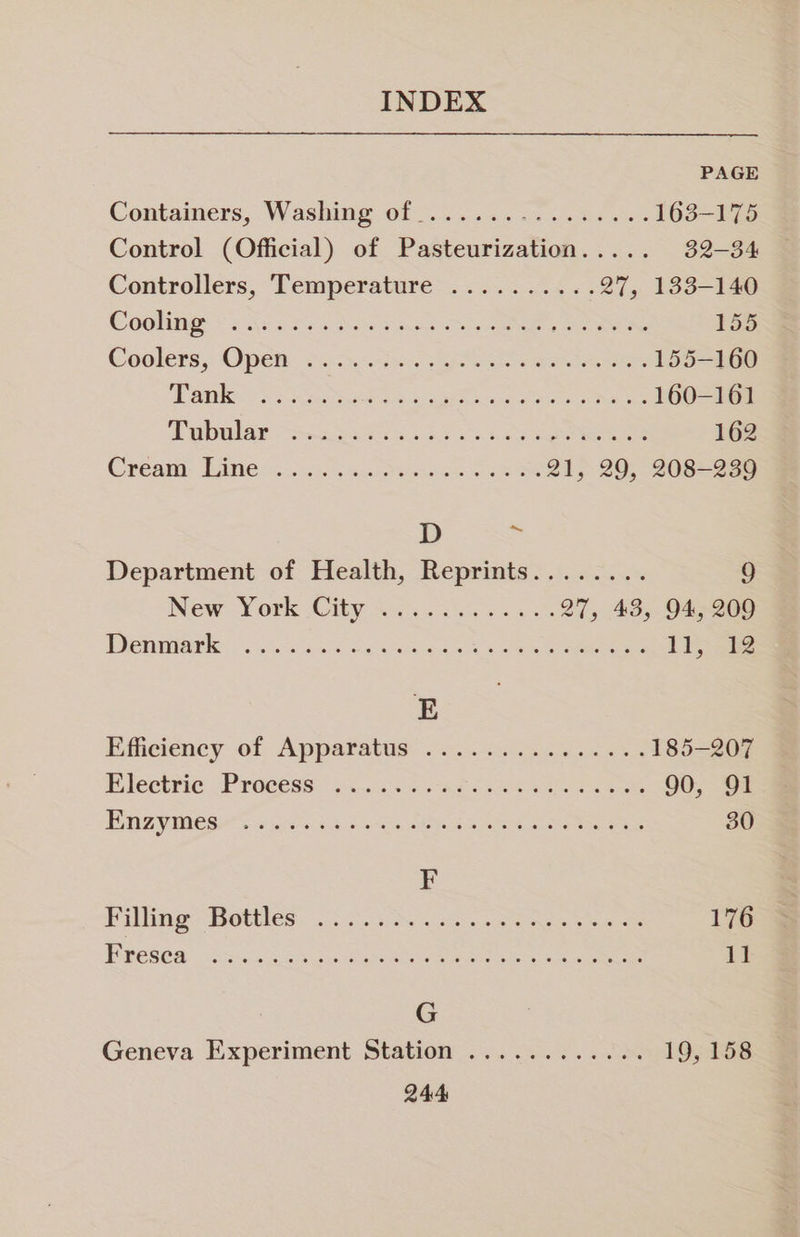 INDEX
PAGE
Containers, Washing of ............... 163–175
Control (Official) of Pasteurization..... 32–34
Controllers, Temperature .......... 27, 133–140
Cooling ............................ 155
Coolers, Open ....................... 155–160
Tank .......................... 160–161
Tubular ........................ 162
Cream Line .................. 21, 29, 208–239
D
Department of Health, Reprints........ 9
New York City ............ 27, 43, 94, 209
Denmark ........................... 11, 12
E
Efficiency of Apparatus ............... 185–207
Electric Process ..................... 90, 91
Enzymes ........................... 30
F
Filling Bottles ...................... 176
Fresca ............................. 11
G
Geneva Experiment Station ............ 19, 158
244